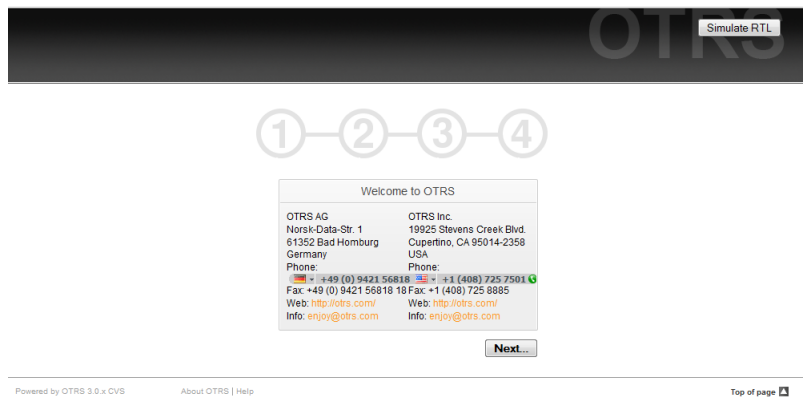 OTRS
Simulate RTL
1 2 3 4
Welcome to OTRS
OTRS AG
Norsk-Data-Str. 1
61352 Bad Homburg
Germany
Phone:
+49 (0) 9421 56818
Fax: +49 (0) 9421 56818 18
Web: http://otrs.com/
Info: enjoy@otrs.com
OTRS Inc.
19925 Stevens Creek Blvd.
Cupertino, CA 95014-2358
USA
Phone:
+1 (408) 725 7501
Fax: +1 (408) 725 8885
Web: http://otrs.com/
Info: enjoy@otrs.com
Next...
Powered by OTRS 3.0.x CVS
About OTRS | Help
Top of page